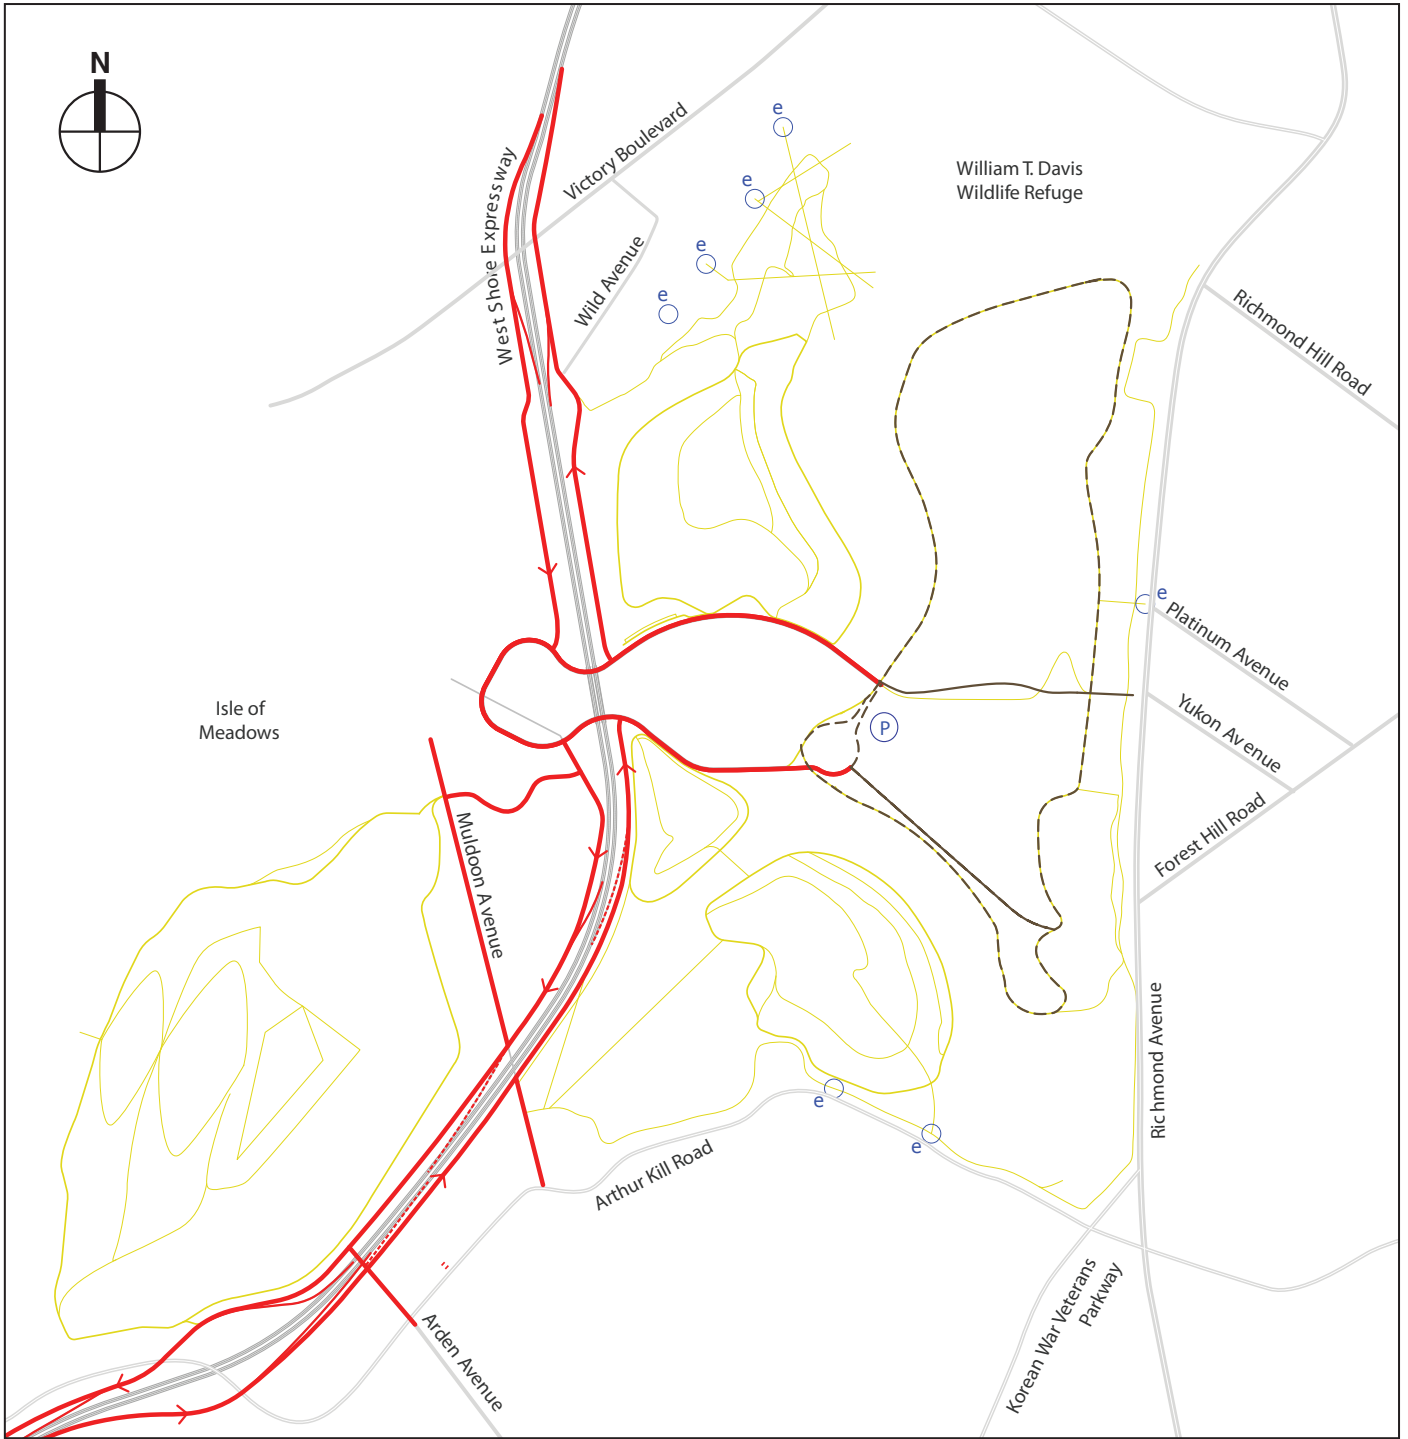 N
e
Victory Boulevard
West Shore Expressway
William T. Davis
Wildlife Refuge
e
Wild Avenue
e
e
Richmond Hill Road
e
Platinum Avenue
Isle of
Meadows
P
Yukon Avenue
Forest Hill Road
Muldoon Avenue
Richmond Avenue
e
e
Arthur Kill Road
Korean War Veterans
Parkway
Arden Avenue